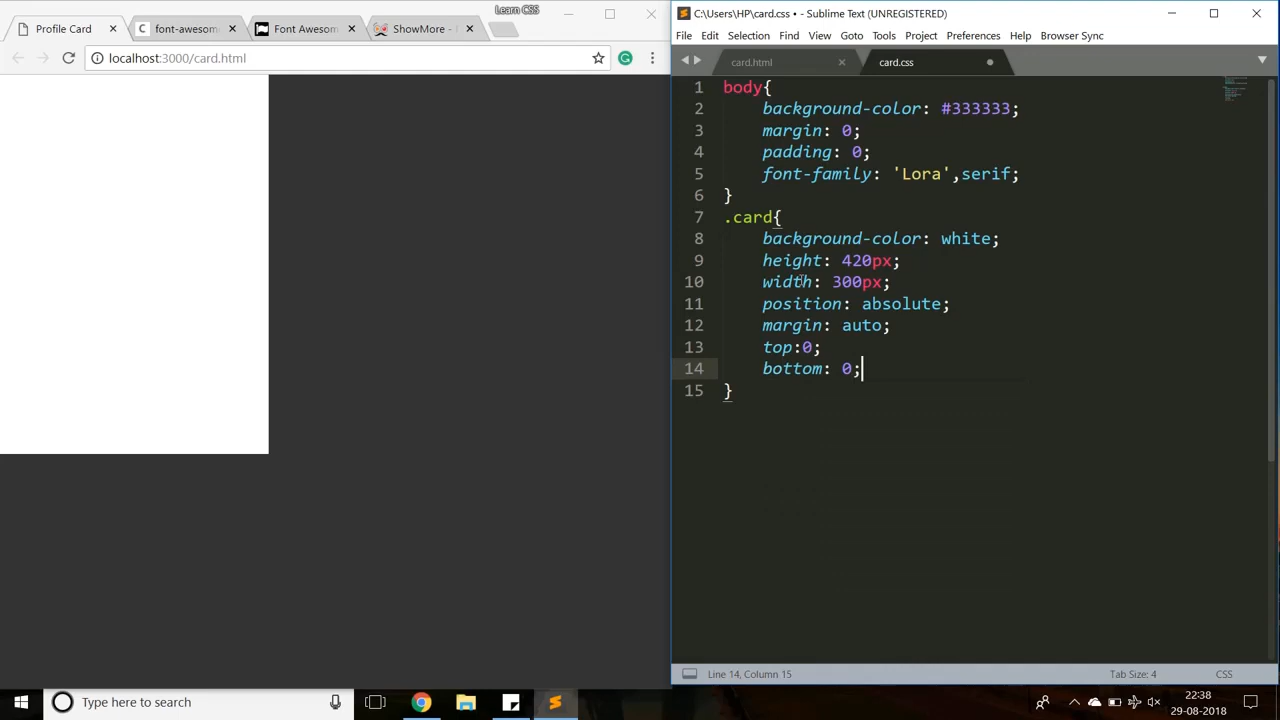 Learn CSS
Profile Card
font-awesom
Font Awesom
ShowMore -
localhost:3000/card.html
C:\Users\HP\card.css • - Sublime Text (UNREGISTERED)
File Edit Selection Find View Goto Tools Project Preferences Help Browser Sync
card.html
card.css
1 body{
2 background-color: #333333;
3 margin: 0;
4 padding: 0;
5 font-family: 'Lora',serif;
6 }
7 .card{
8 background-color: white;
9 height: 420px;
10 width: 300px;
11 position: absolute;
12 margin: auto;
13 top:0;
14 bottom: 0;
15 }
Line 14, Column 15
Tab Size: 4
CSS
Type here to search
22:38
29-08-2018